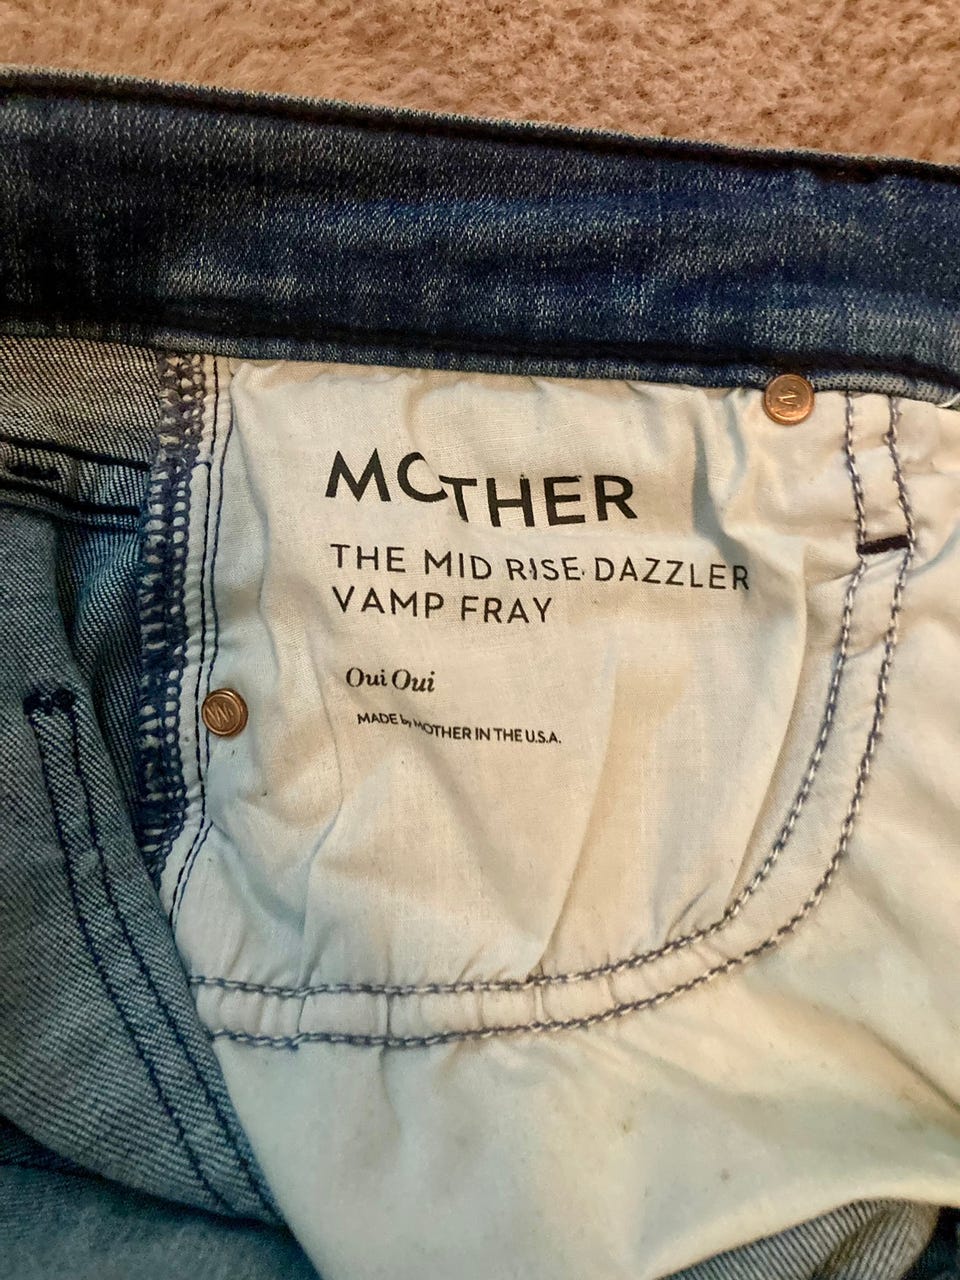 MOTHER
THE MID RISE DAZZLER
VAMP FRAY
Oui Oui
MADE by MOTHER IN THE U.S.A.